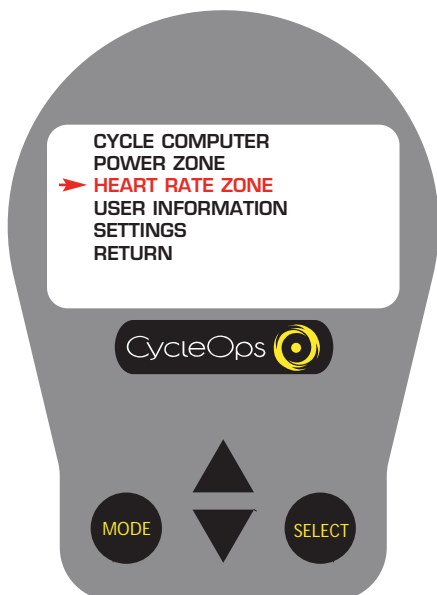 CYCLE COMPUTER
POWER ZONE
HEART RATE ZONE
USER INFORMATION
SETTINGS
RETURN
CycleOps
MODE
SELECT